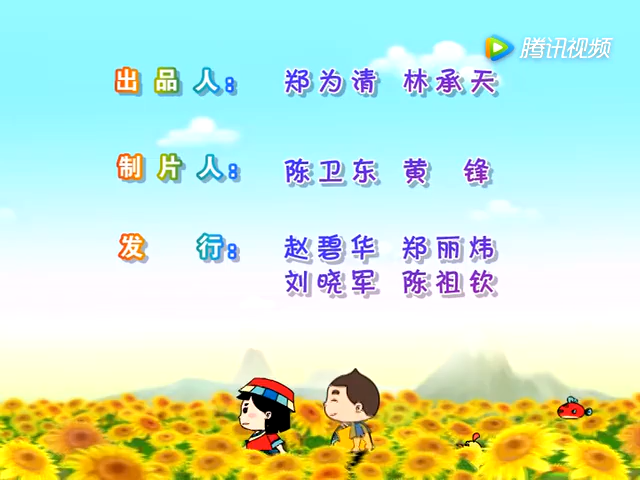 腾讯视频
出品人: 郑为清 林承天
制片人: 陈卫东 黄 锋
发 行: 赵碧华 郑丽炜
刘晓军 陈祖钦